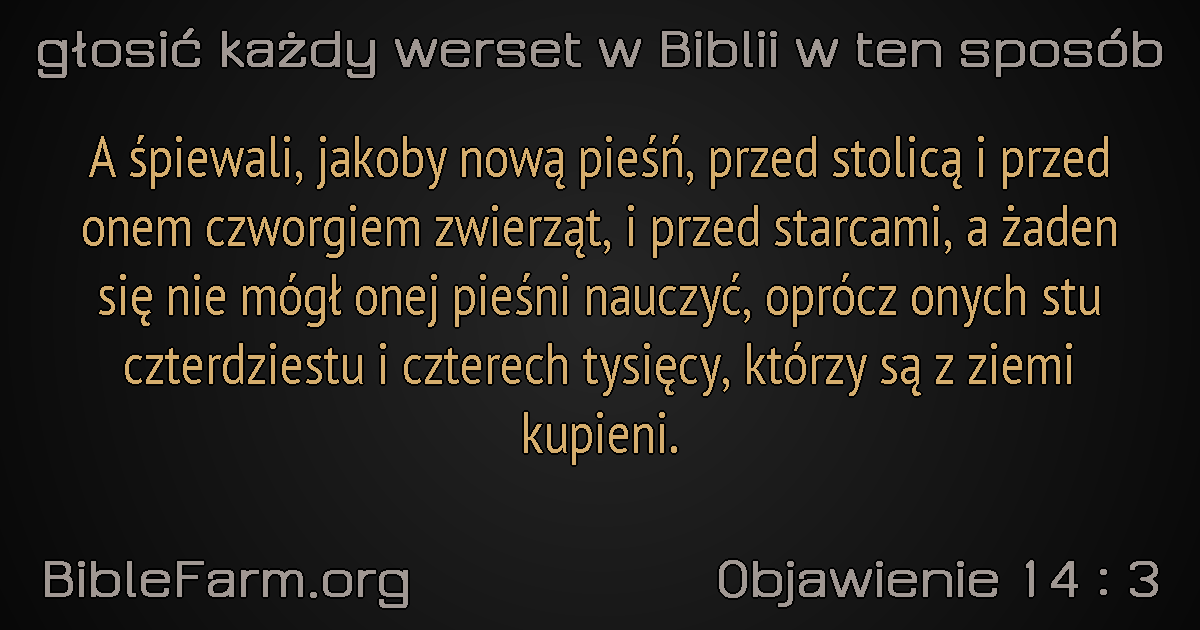 głosić każdy werset w Biblii w ten sposób
A śpiewali, jakoby nową pieśń, przed stolicą i przed
onem czworgiem zwierząt, i przed starcami, a żaden
się nie mógł onej pieśni nauczyć, oprócz onych stu
czterdziestu i czterech tysięcy, którzy są z ziemi
kupieni.
BibleFarm.org
Objawienie 14 : 3